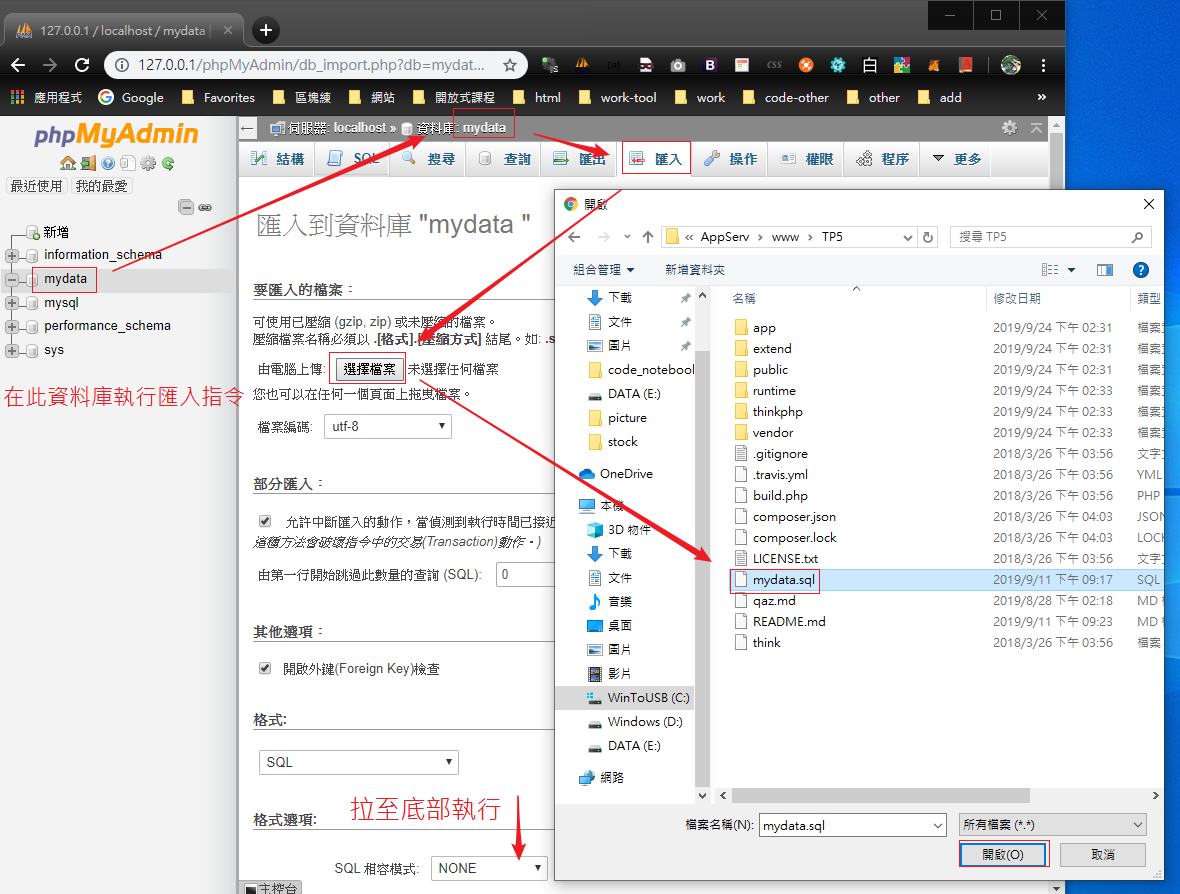 127.0.0.1 / localhost / mydata
127.0.0.1/phpMyAdmin/db_import.php?db=mydat...
應用程式 Google Favorites 區塊練 網站 開放式課程 html work-tool work code-other other add »
phpMyAdmin
最近使用 我的最愛
新增
information_schema
mydata
mysql
performance_schema
sys
在此資料庫執行匯入指令
伺服器: localhost » 資料庫: mydata
結構 SQL 搜尋 查詢 匯出 匯入 操作 權限 程序 更多
匯入到資料庫 "mydata "
要匯入的檔案：
可使用已壓縮 (gzip, zip) 或未壓縮的檔案。
壓縮檔案名稱必須以 .[格式].[壓縮方式] 結尾。如: .s
由電腦上傳: 選擇檔案 未選擇任何檔案
您也可以在任何一個頁面上拖曳檔案。
檔案編碼: utf-8
部分匯入：
允許中斷匯入的動作，當偵測到執行時間已接近
這種方法會破壞指令中的交易(Transaction)動作。)
由第一行開始跳過此數量的查詢 (SQL): 0
其他選項：
開啟外鍵(Foreign Key)檢查
格式:
SQL
格式選項:
拉至底部執行
SQL 相容模式: NONE
主控台
開啟
« AppServ › www › TP5
搜尋 TP5
組合管理 新增資料夾
下載
文件
圖片
code_notebool
DATA (E:)
picture
stock
OneDrive
本機
3D 物件
下載
文件
音樂
桌面
圖片
影片
WinToUSB (C:)
Windows (D:)
DATA (E:)
網路
名稱 修改日期 類型
app 2019/9/24 下午 02:31 檔案
extend 2019/9/24 下午 02:31 檔案
public 2019/9/24 下午 02:31 檔案
runtime 2019/9/24 下午 02:31 檔案
thinkphp 2019/9/24 下午 02:33 檔案
vendor 2019/9/24 下午 02:33 檔案
.gitignore 2018/3/26 下午 03:56 文字
.travis.yml 2018/3/26 下午 03:56 YML
build.php 2018/3/26 下午 03:56 PHP
composer.json 2018/3/26 下午 04:03 JSON
composer.lock 2018/3/26 下午 04:03 LOCK
LICENSE.txt 2018/3/26 下午 03:56 文字
mydata.sql 2019/9/11 下午 09:17 SQL
qaz.md 2019/8/28 下午 02:18 MD
README.md 2019/9/11 下午 09:23 MD
think 2018/3/26 下午 03:56 檔案
檔案名稱(N): mydata.sql 所有檔案 (*.*)
開啟(O) 取消